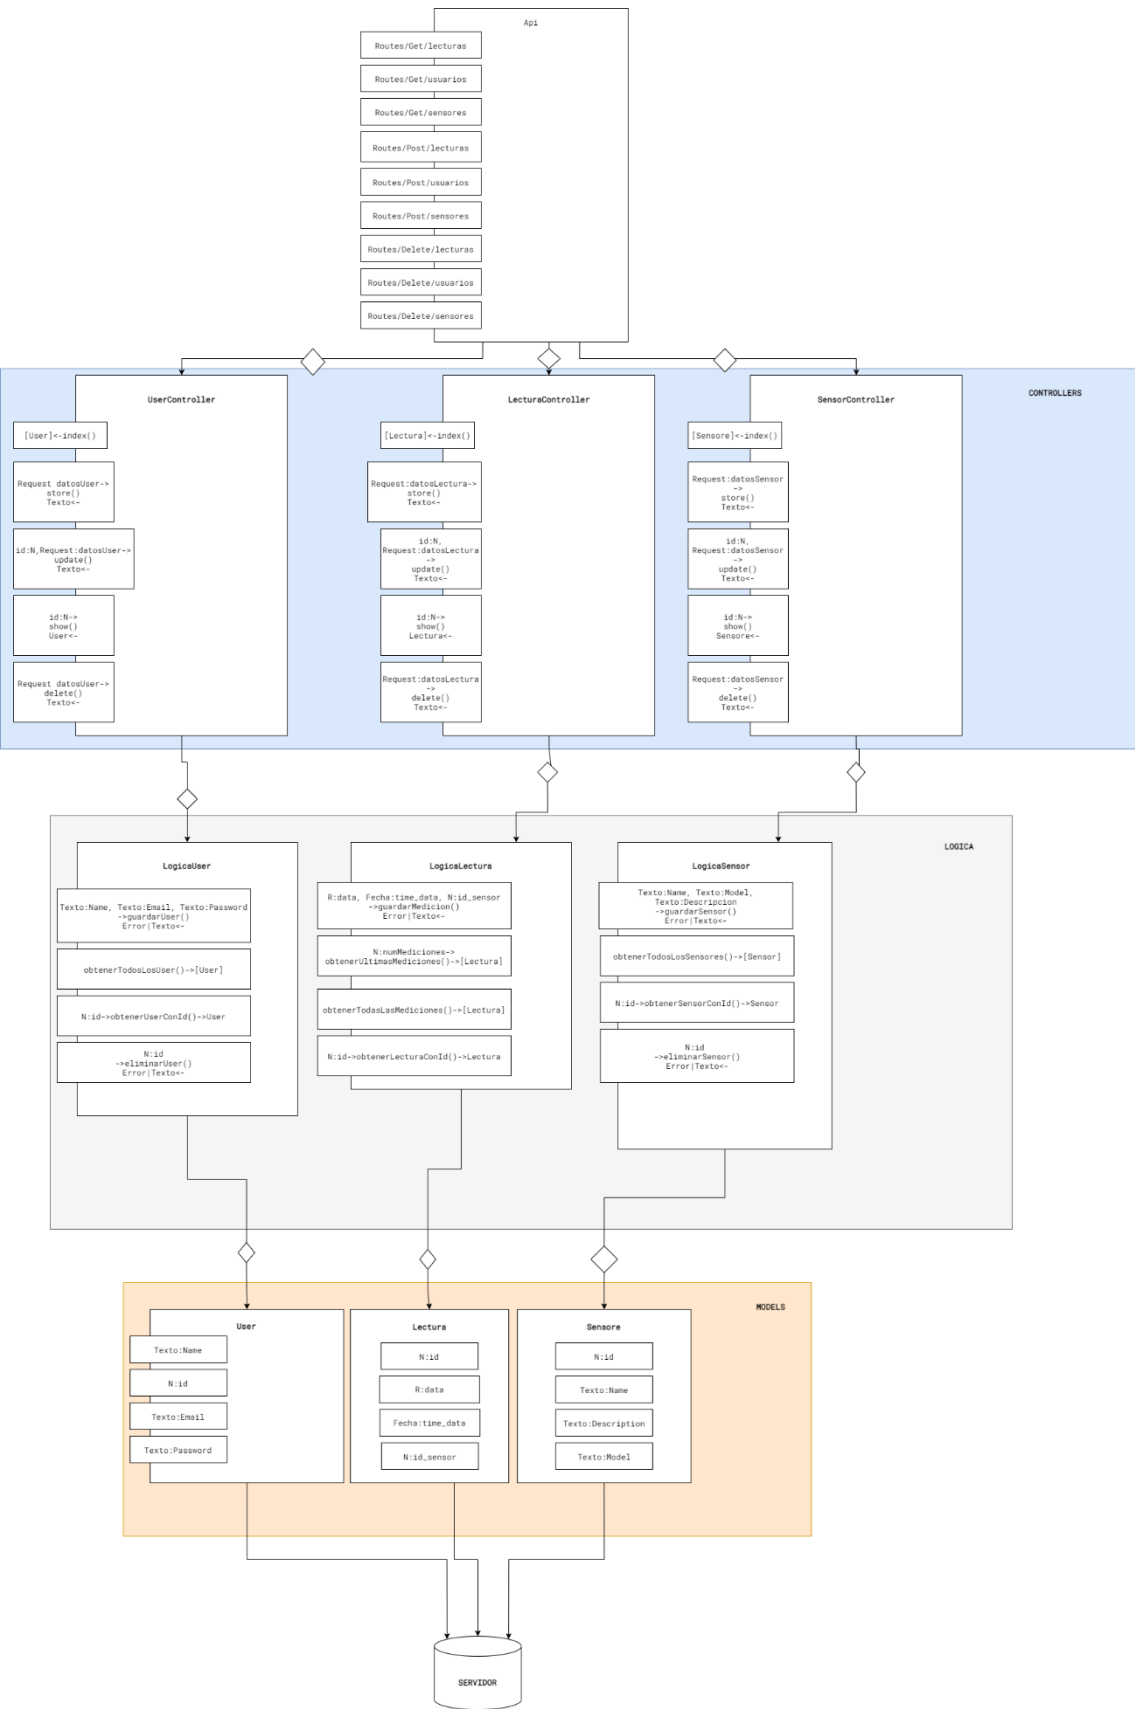 Api
Routes/Get/lecturas
Routes/Get/usuarios
Routes/Get/sensores
Routes/Post/lecturas
Routes/Post/usuarios
Routes/Post/sensores
Routes/Delete/lecturas
Routes/Delete/usuarios
Routes/Delete/sensores
CONTROLLERS
UserController
[User]<-index()
Request datosUser->
store()
Texto<-
id:N,Request:datosUser->
update()
Texto<-
id:N->
show()
User<-
Request datosUser->
delete()
Texto<-
LecturaController
[Lectura]<-index()
Request:datosLectura->
store()
Texto<-
id:N,
Request:datosLectura
->
update()
Texto<-
id:N->
show()
Lectura<-
Request:datosLectura
->
delete()
Texto<-
SensorController
[Sensore]<-index()
Request:datosSensor
->
store()
Texto<-
id:N,
Request:datosSensor
->
update()
Texto<-
id:N->
show()
Sensore<-
Request:datosSensor
->
delete()
Texto<-
LOGICA
LogicaUser
Texto:Name, Texto:Email, Texto:Password
->guardarUser()
Error|Texto<-
obtenerTodosLosUser()->[User]
N:id->obtenerUserConId()->User
N:id
->eliminarUser()
Error|Texto<-
LogicaLectura
R:data, Fecha:time_data, N:id_sensor
->guardarMedicion()
Error|Texto<-
N:numMediciones->
obtenerUltimasMediciones()->[Lectura]
obtenerTodasLasMediciones()->[Lectura]
N:id->obtenerLecturaConId()->Lectura
LogicaSensor
Texto:Name, Texto:Model,
Texto:Descripcion
->guardarSensor()
Error|Texto<-
obtenerTodosLosSensores()->[Sensor]
N:id->obtenerSensorConId()->Sensor
N:id
->eliminarSensor()
Error|Texto<-
MODELS
User
Texto:Name
N:id
Texto:Email
Texto:Password
Lectura
N:id
R:data
Fecha:time_data
N:id_sensor
Sensore
N:id
Texto:Name
Texto:Description
Texto:Model
SERVIDOR